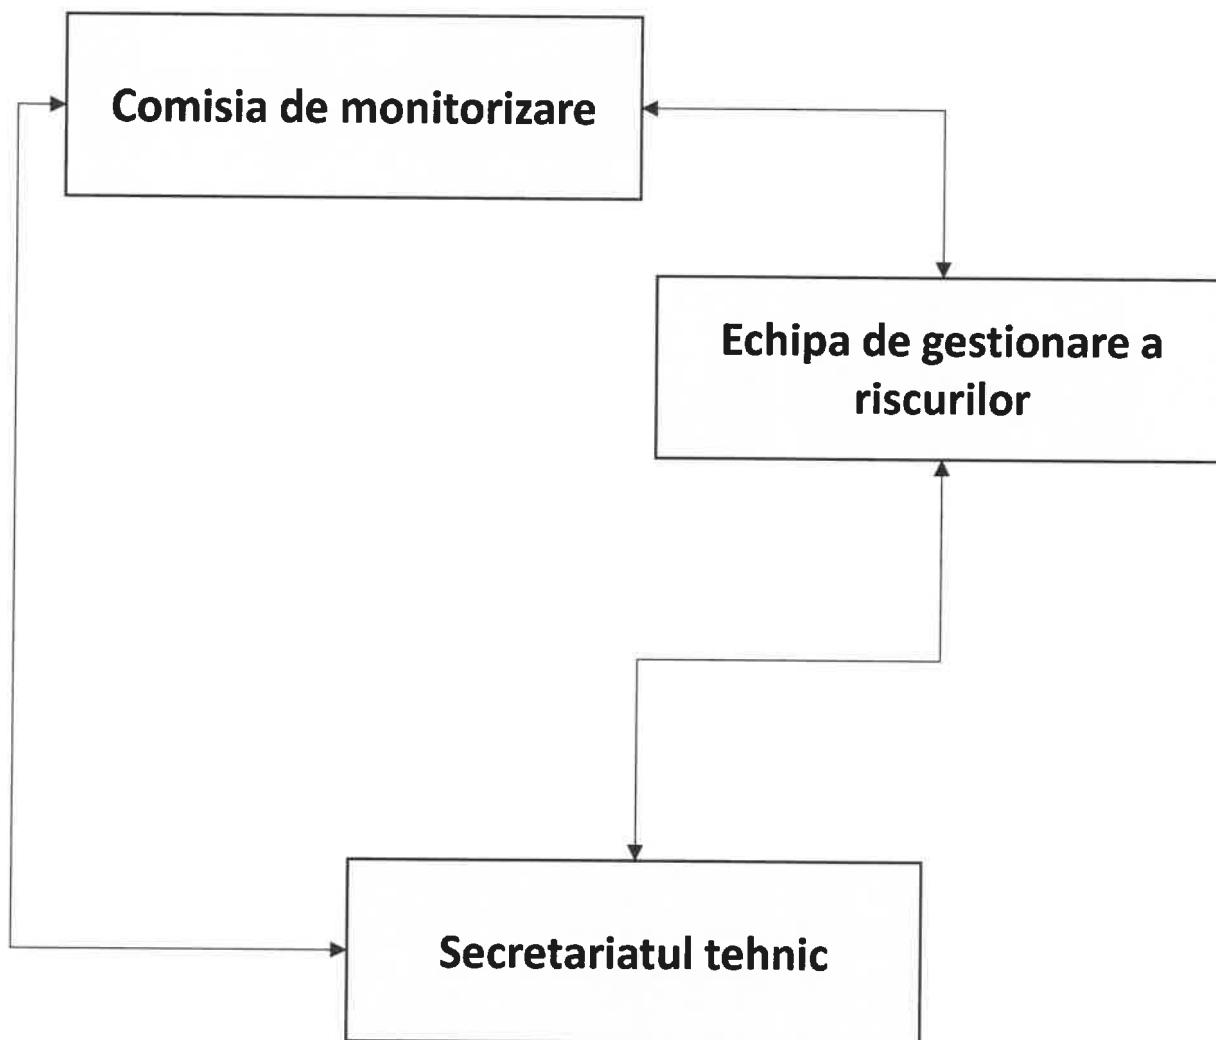 Comisia de monitorizare
Echipa de gestionare a
riscurilor
Secretariatul tehnic